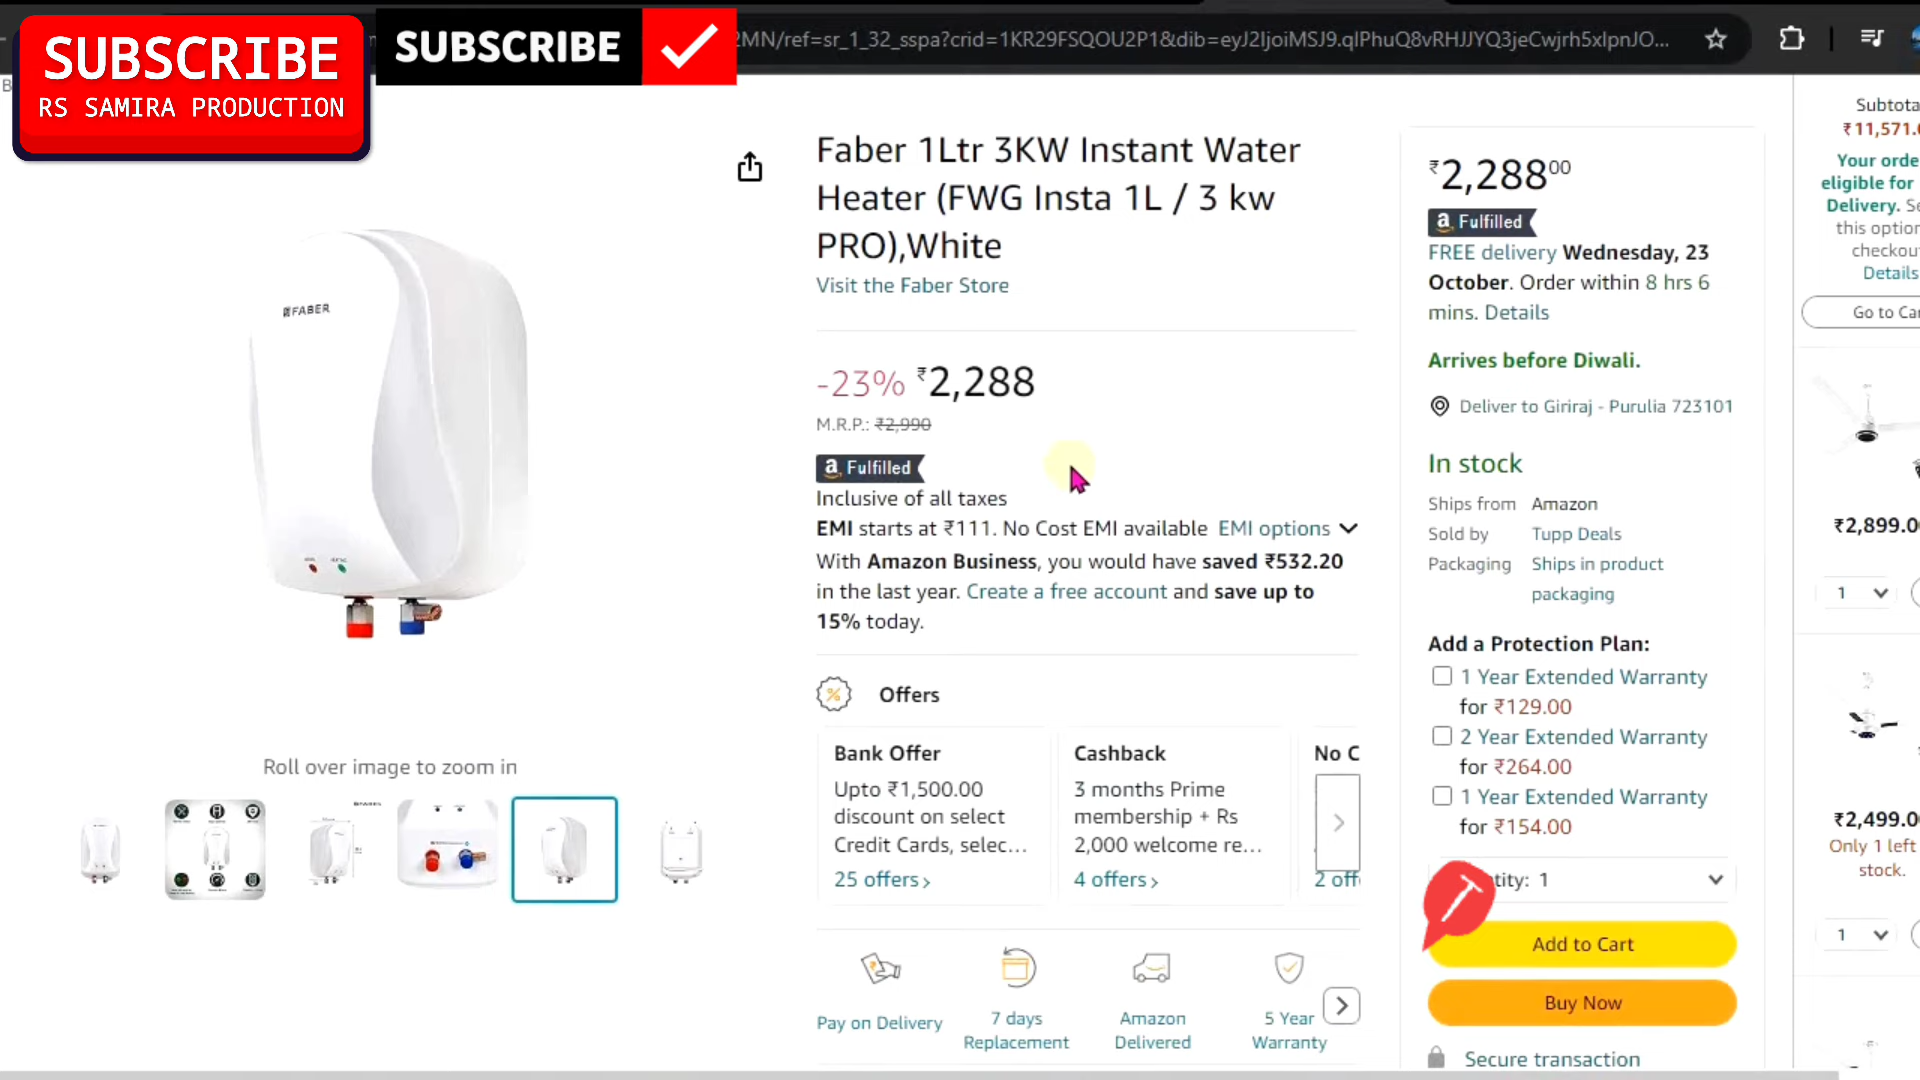 SUBSCRIBE
RS SAMIRA PRODUCTION
SUBSCRIBE
2MN/ref=sr_1_32_sspa?crid=1KR29FSQOU2P1&dib=eyJ2IjoiMSJ9.qIPhuQ8vRHJJYQ3jeCwjrh5xIpnJO...
Faber 1Ltr 3KW Instant Water
Heater (FWG Insta 1L / 3 kw
PRO),White
Visit the Faber Store
-23% ₹2,288
M.R.P.: ₹2,990
a Fulfilled
Inclusive of all taxes
EMI starts at ₹111. No Cost EMI available EMI options
With Amazon Business, you would have saved ₹532.20
in the last year. Create a free account and save up to
15% today.
Offers
Bank Offer
Upto ₹1,500.00
discount on select
Credit Cards, selec...
25 offers
Cashback
3 months Prime
membership + Rs
2,000 welcome re...
4 offers
No C
2 off
Pay on Delivery
7 days
Replacement
Amazon
Delivered
5 Year
Warranty
FABER
Roll over image to zoom in
₹2,288 00
a Fulfilled
FREE delivery Wednesday, 23
October. Order within 8 hrs 6
mins. Details
Arrives before Diwali.
Deliver to Giriraj - Purulia 723101
In stock
Ships from Amazon
Sold by Tupp Deals
Packaging Ships in product
packaging
Add a Protection Plan:
1 Year Extended Warranty
for ₹129.00
2 Year Extended Warranty
for ₹264.00
1 Year Extended Warranty
for ₹154.00
tity: 1
Add to Cart
Buy Now
Secure transaction
Subtota
₹11,571.
Your orde
eligible for
Delivery. Se
this option
checkou
Details
Go to Car
₹2,899.0
1
₹2,499.0
Only 1 left
stock.
1